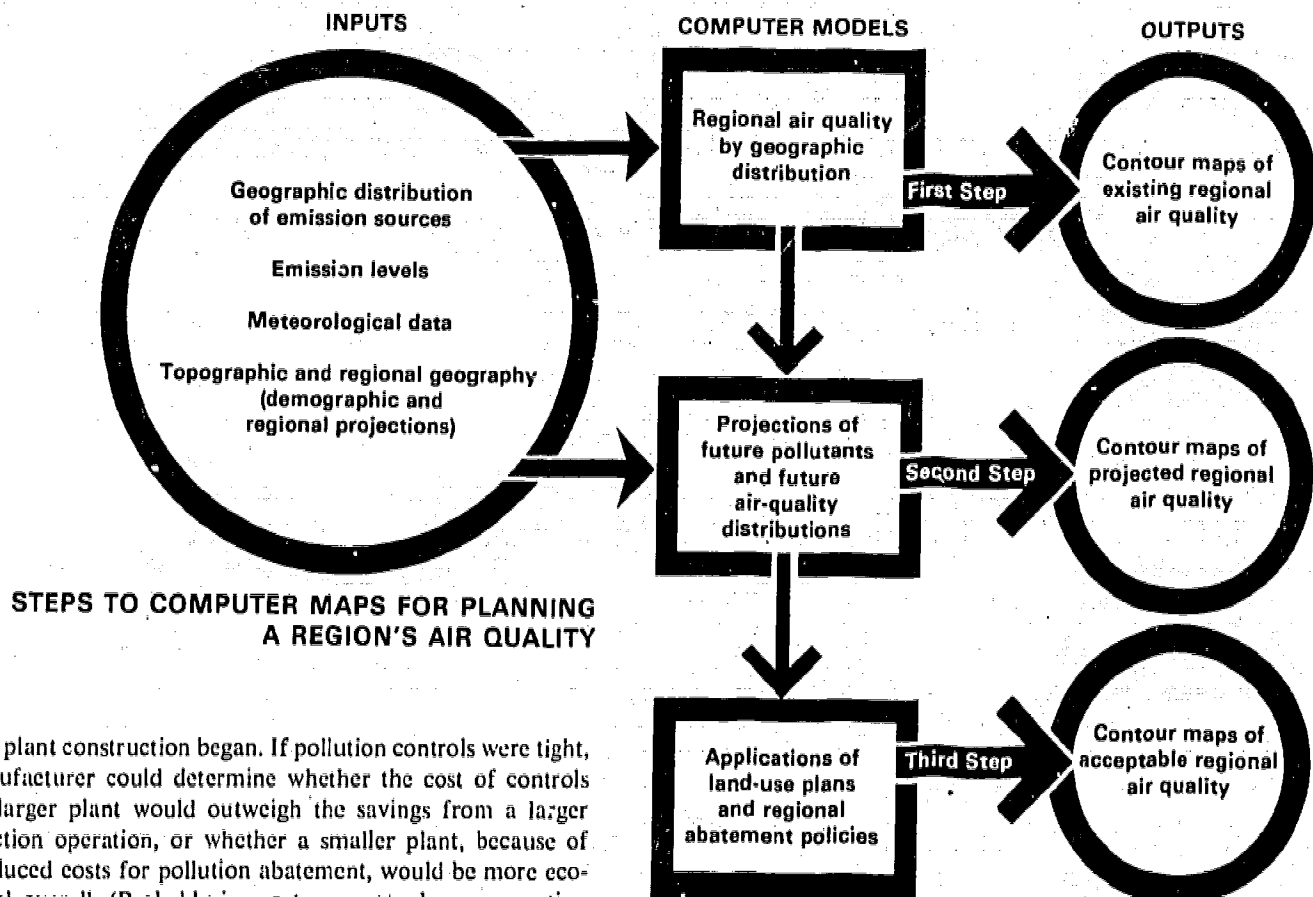 INPUTS
Geographic distribution
of emission sources
Emission levels
Meteorological data
Topographic and regional geography
(demographic and
regional projections)
COMPUTER MODELS
Regional air quality
by geographic
distribution
First Step
Projections of
future pollutants
and future
air-quality
distributions
Second Step
Applications of
land-use plans
and regional
abatement policies
Third Step
OUTPUTS
Contour maps of
existing regional
air quality
Contour maps of
projected regional
air quality
Contour maps of
acceptable regional
air quality
STEPS TO COMPUTER MAPS FOR PLANNING
A REGION'S AIR QUALITY
plant construction began. If pollution controls were tight,
ufacturer could determine whether the cost of controls
larger plant would outweigh the savings from a larger
ction operation, or whether a smaller plant, because of
duced costs for pollution abatement, would be more eco-